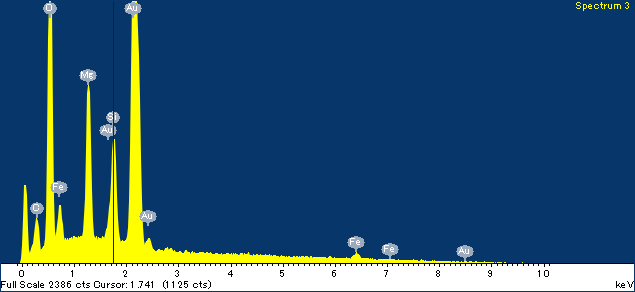 Spectrum 3
O Au
Mg
Si
Au
Fe
C
Au
Fe
Fe
Au
0 1 2 3 4 5 6 7 8 9 10
Full Scale 2386 cts Cursor: 1.741 (1125 cts) keV